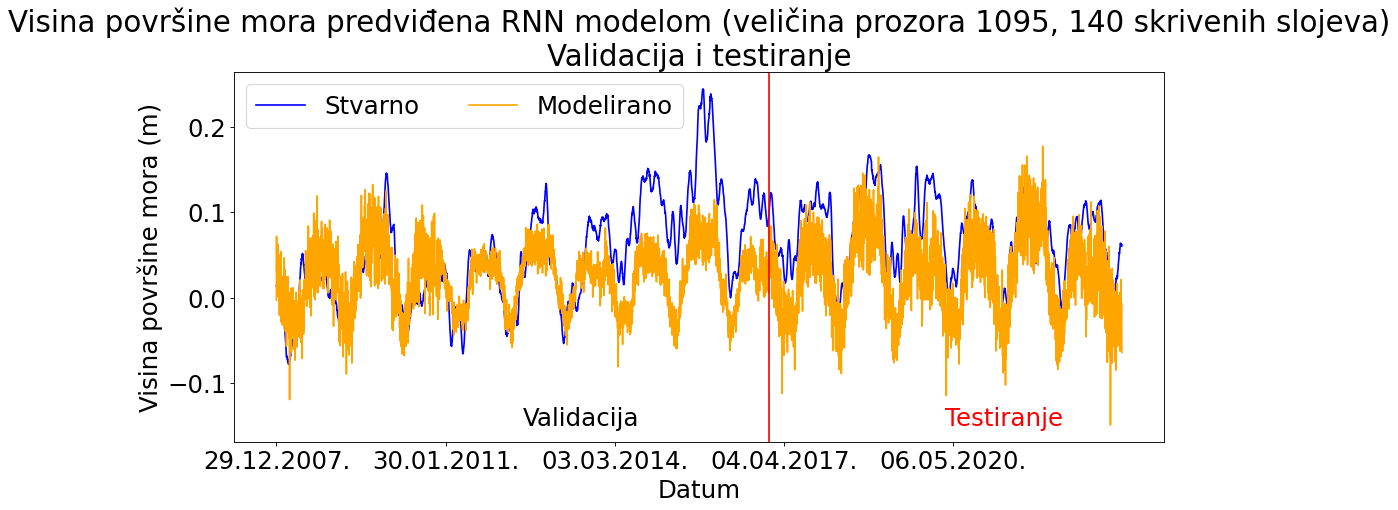 Visina površine mora predviđena RNN modelom (veličina prozora 1095, 140 skrivenih slojeva)
Validacija i testiranje
Stvarno
Modelirano
Visina površine mora (m)
0.2
0.1
0.0
−0.1
Validacija
Testiranje
29.12.2007.
30.01.2011.
03.03.2014.
04.04.2017.
06.05.2020.
Datum